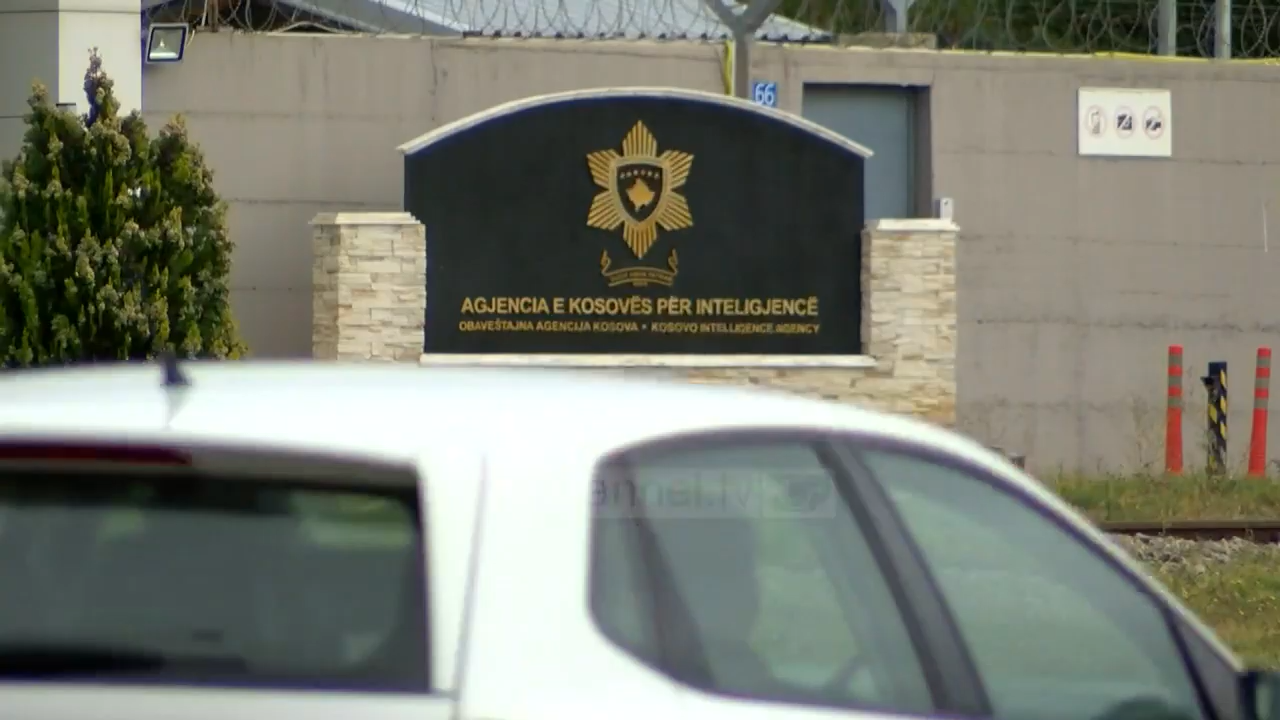 66
AGJENCIA E KOSOVËS PËR INTELIGJENCË
OBAVEŠTAJNA AGENCIJA KOSOVA • KOSOVO INTELLIGENCE AGENCY